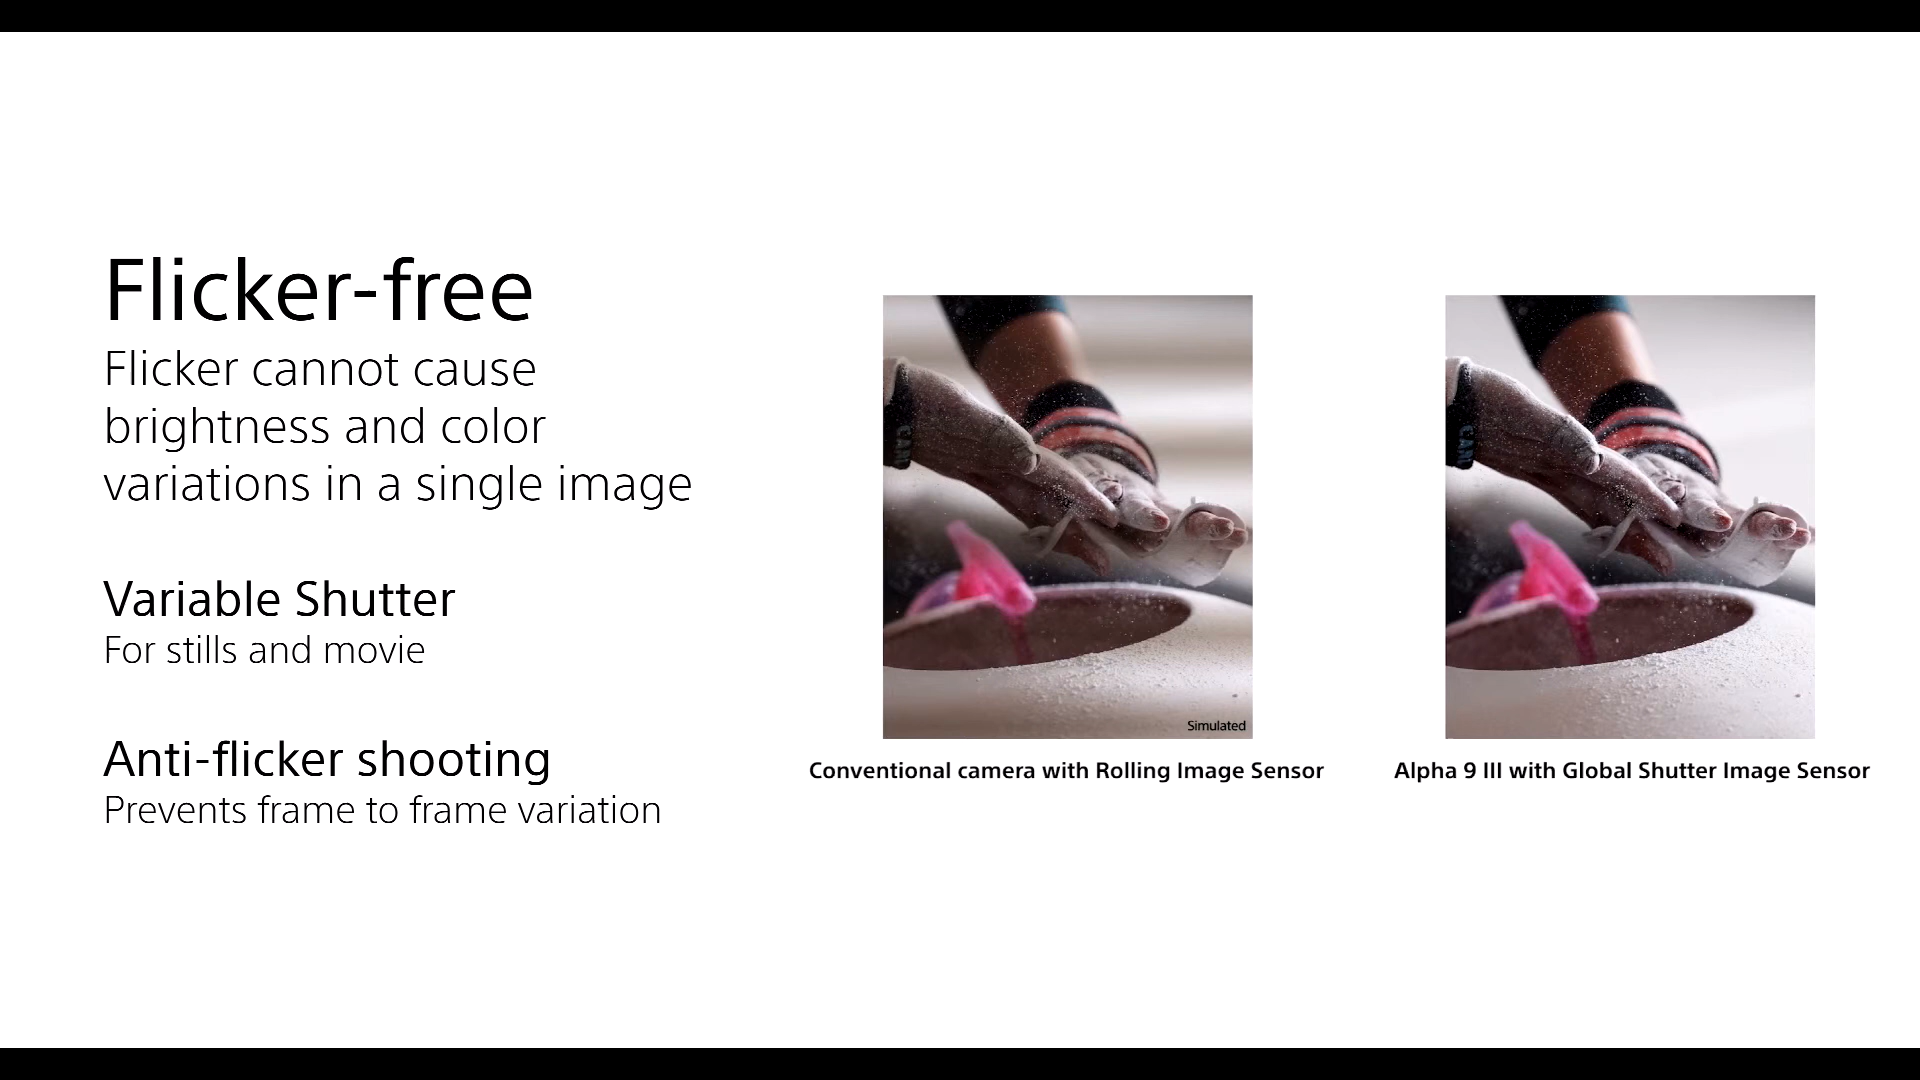 Flicker-free
Flicker cannot cause
brightness and color
variations in a single image
Variable Shutter
For stills and movie
Anti-flicker shooting
Prevents frame to frame variation
Simulated
Conventional camera with Rolling Image Sensor
Alpha 9 III with Global Shutter Image Sensor